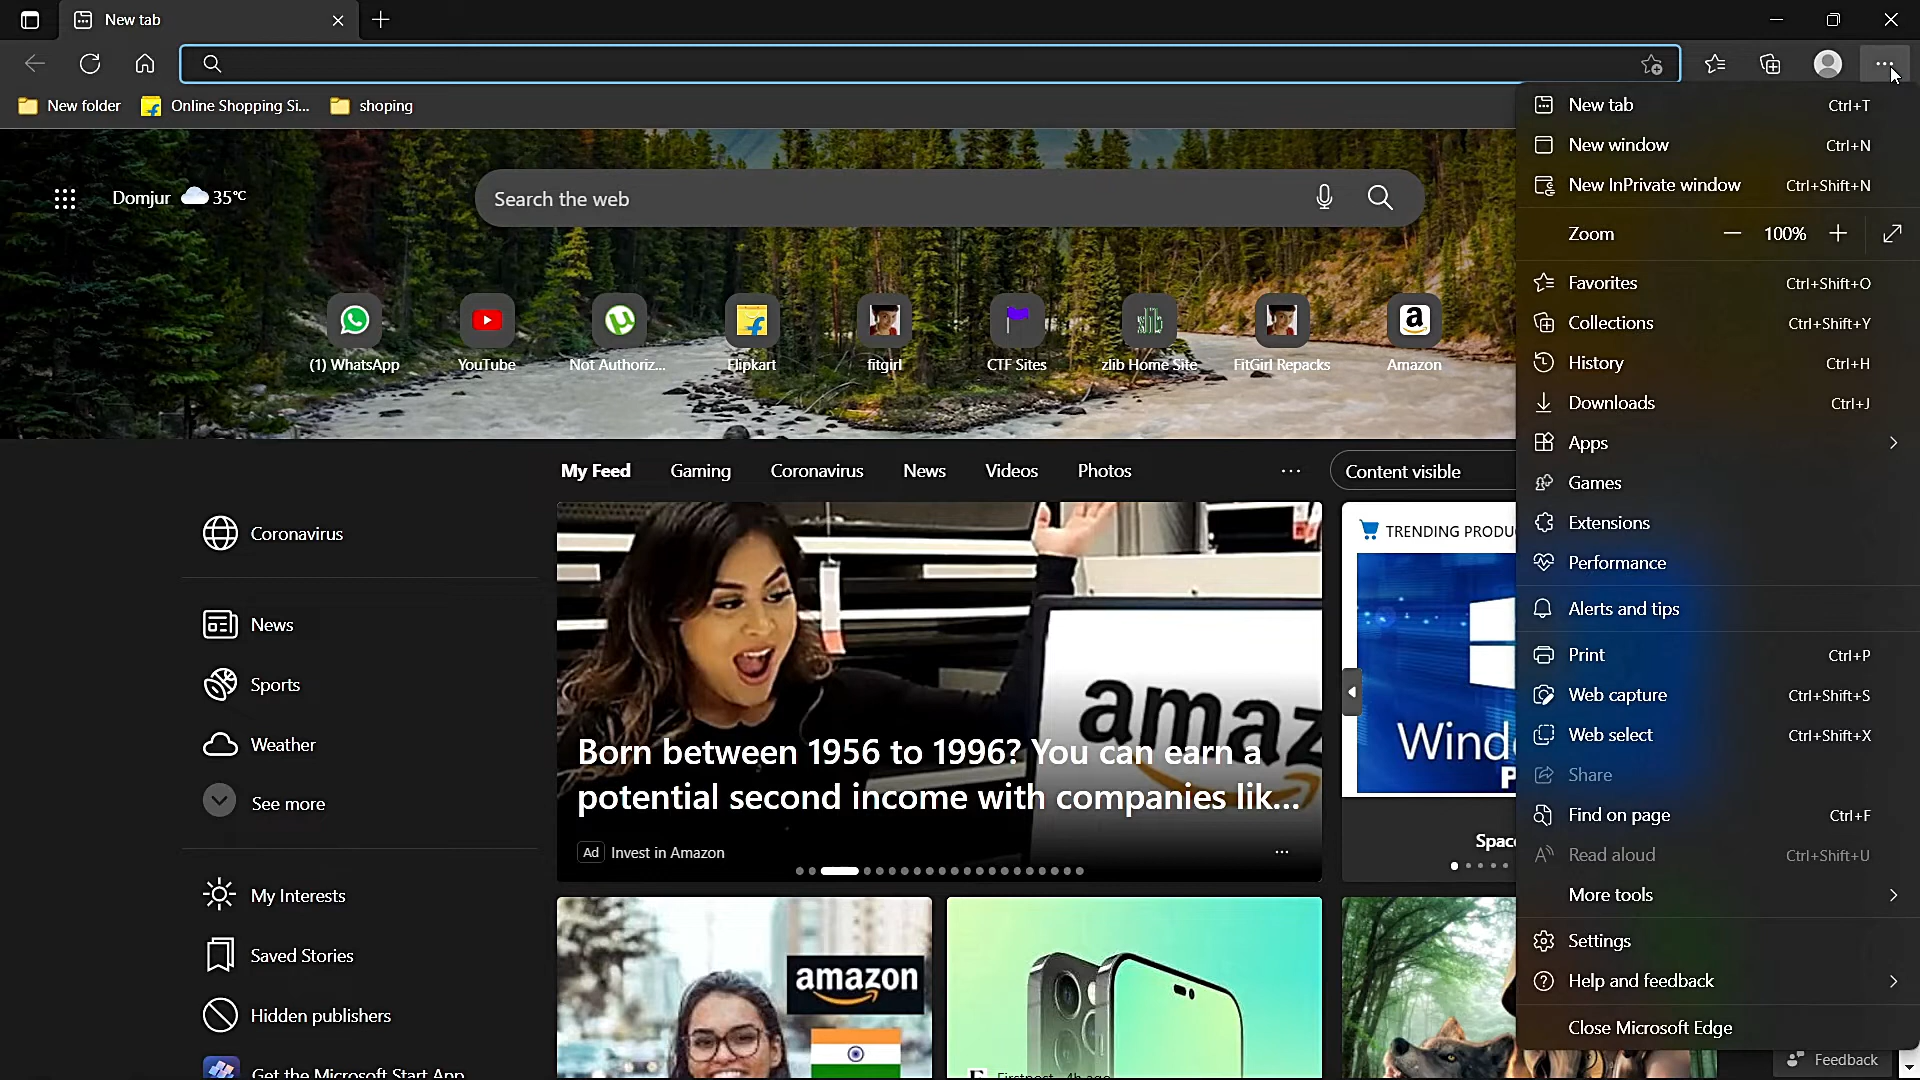 New tab
New folder
Online Shopping Si...
shoping
Domjur 35°C
Search the web
(1) WhatsApp
YouTube
Not Authoriz...
Flipkart
fitgirl
CTF Sites
zlib Home Site
FitGirl Repacks
Amazon
My Feed
Gaming
Coronavirus
News
Videos
Photos
Content visible
Coronavirus
News
Sports
Weather
See more
My Interests
Saved Stories
Hidden publishers
Get the Microsoft Start App
amaz
Born between 1956 to 1996? You can earn a
potential second income with companies lik...
Ad Invest in Amazon
TRENDING PRODU
Wind
P
Spac
amazon
Firstpost · 4h ago
New tab Ctrl+T
New window Ctrl+N
New InPrivate window Ctrl+Shift+N
Zoom 100%
Favorites Ctrl+Shift+O
Collections Ctrl+Shift+Y
History Ctrl+H
Downloads Ctrl+J
Apps
Games
Extensions
Performance
Alerts and tips
Print Ctrl+P
Web capture Ctrl+Shift+S
Web select Ctrl+Shift+X
Share
Find on page Ctrl+F
Read aloud Ctrl+Shift+U
More tools
Settings
Help and feedback
Close Microsoft Edge
Feedback